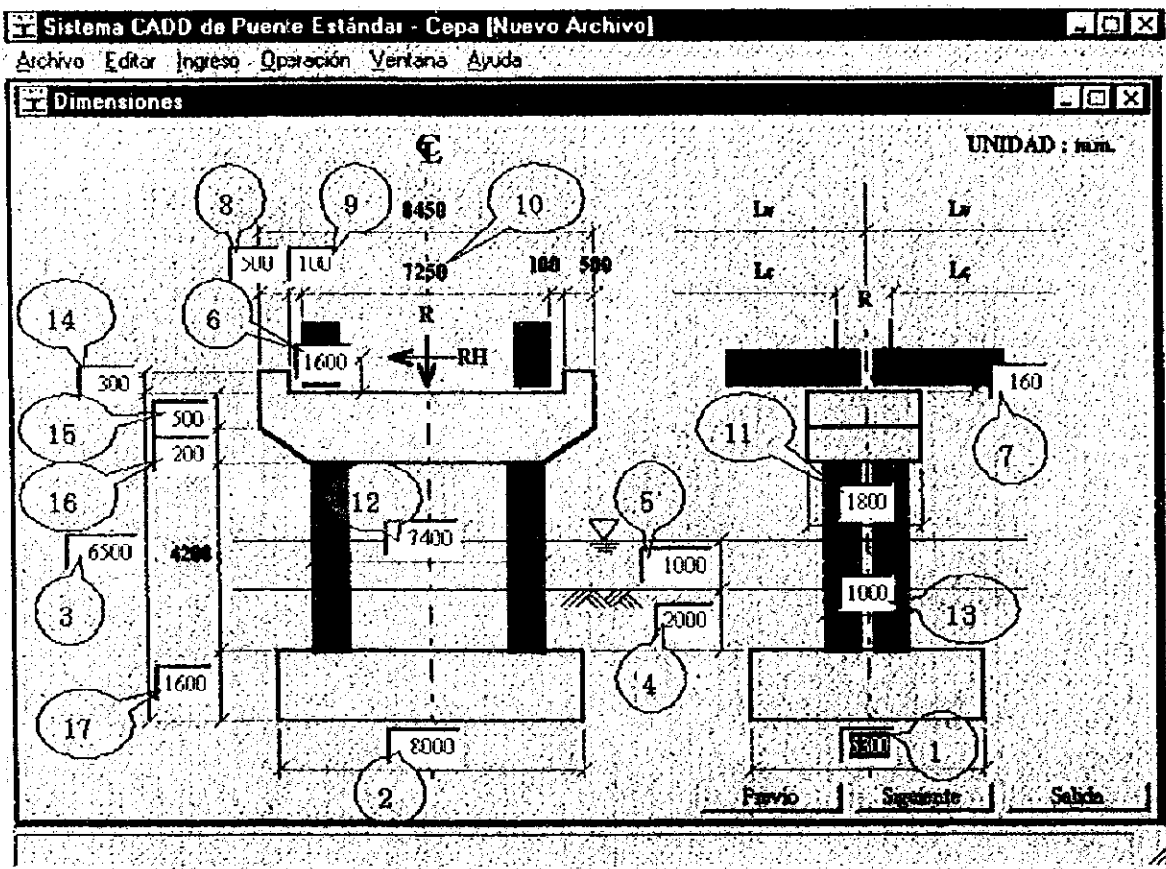 Sistema CADD de Puente Estándar - Cepa [Nuevo Archivo]
Archivo Editar Ingreso Operación Ventana Ayuda
Dimensiones
UNIDAD : mm.
CL
8 9 8450 10 Lv Lv
500 100 7250 100 500 Lc Lc
14 6 R R
1600 RH
300 160
15 500 11 7
16 200 12 5 1800
7400
6500 4200 1000
3 2000 1000 13
4
17 1600
8000 1
2
Previo Siguiente Salida